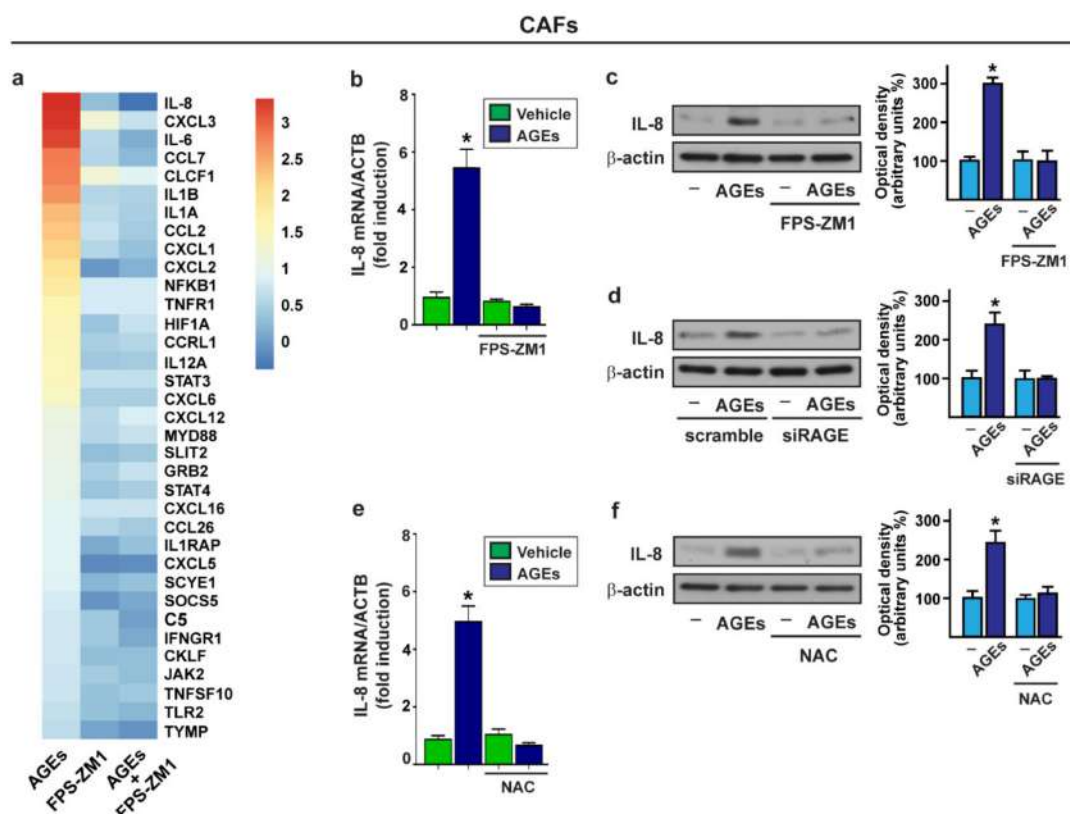 CAFs
a
IL-8
CXCL3
IL-6
CCL7
CLCF1
IL1B
IL1A
CCL2
CXCL1
CXCL2
NFKB1
TNFR1
HIF1A
CCRL1
IL12A
STAT3
CXCL6
CXCL12
MYD88
SLIT2
GRB2
STAT4
CXCL16
CCL26
IL1RAP
CXCL5
SCYE1
SOCS5
C5
IFNGR1
CKLF
JAK2
TNFSF10
TLR2
TYMP
3
2.5
2
1.5
1
0.5
0
AGEs
FPS-ZM1
AGEs
+
FPS-ZM1
b
IL-8 mRNA/ACTB
(fold induction)
8
6
4
2
0
Vehicle
AGEs
*
FPS-ZM1
c
IL-8
β-actin
– AGEs – AGEs
FPS-ZM1
Optical density
(arbitrary units %)
300
200
100
*
– AGEs – AGEs
FPS-ZM1
d
IL-8
β-actin
– AGEs – AGEs
scramble siRAGE
Optical density
(arbitrary units %)
300
200
100
*
– AGEs – AGEs
siRAGE
e
IL-8 mRNA/ACTB
(fold induction)
8
6
4
2
0
Vehicle
AGEs
*
NAC
f
IL-8
β-actin
– AGEs – AGEs
NAC
Optical density
(arbitrary units %)
300
200
100
*
– AGEs – AGEs
NAC